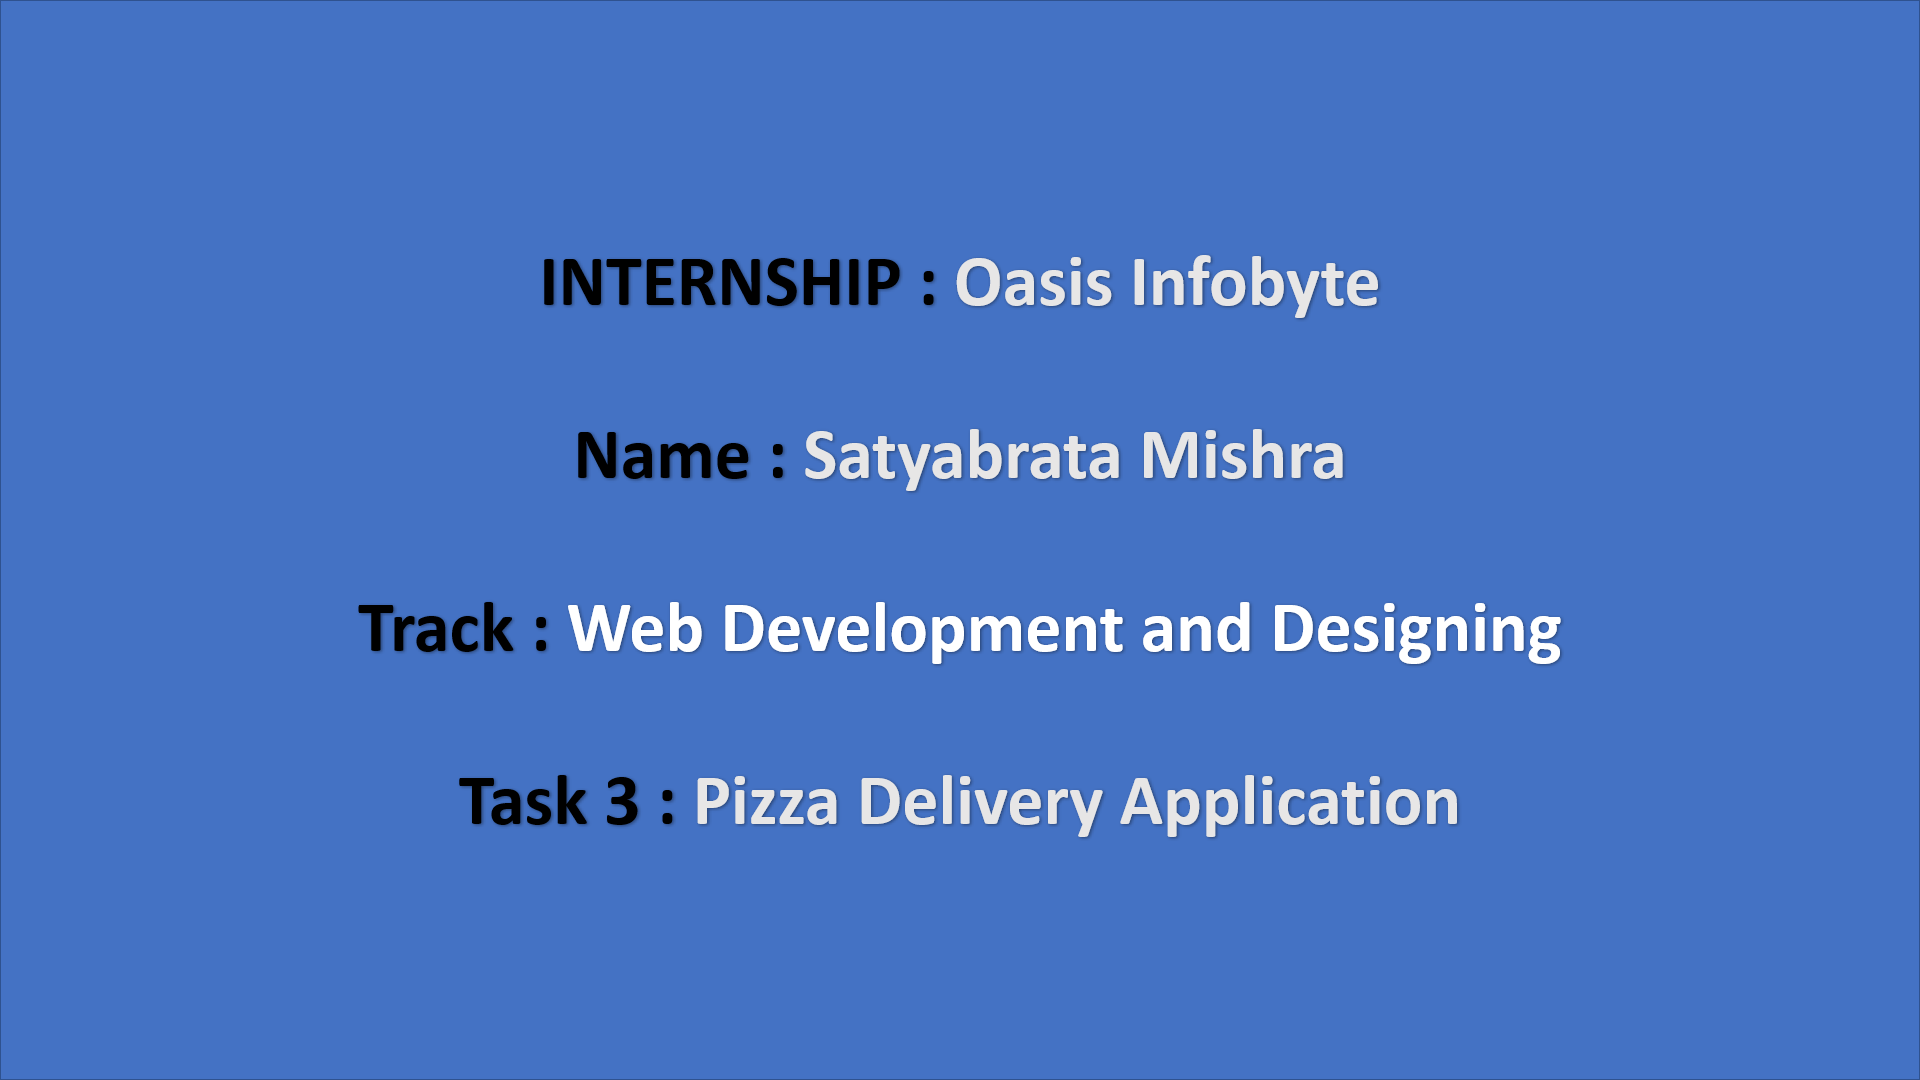 INTERNSHIP : Oasis Infobyte
Name : Satyabrata Mishra
Track : Web Development and Designing
Task 3 : Pizza Delivery Application